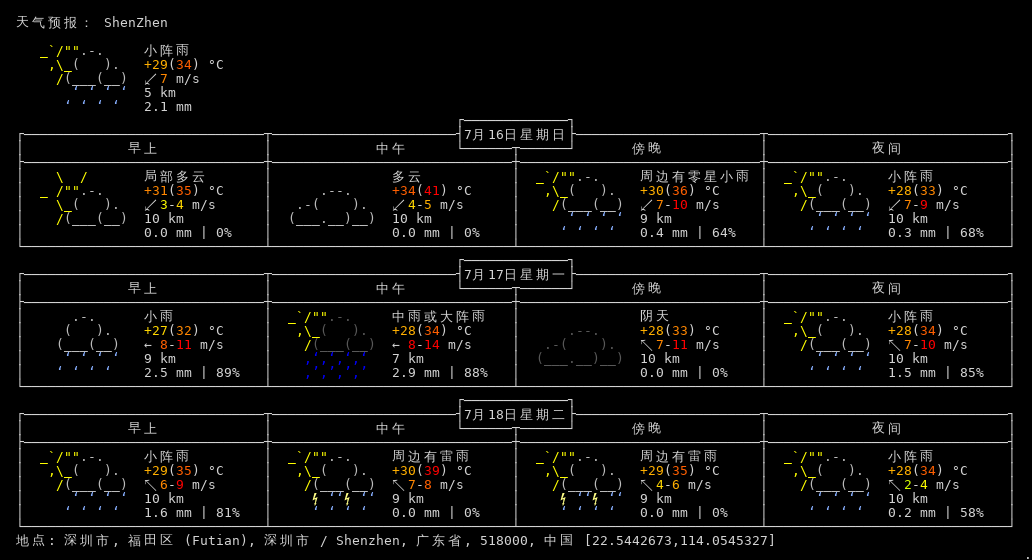 天气预报： ShenZhen
小阵雨
+29(34) °C
↙ 7 m/s
5 km
2.1 mm
7月16日星期日
早上 中午 傍晚 夜间
局部多云 多云 周边有零星小雨 小阵雨
+31(35) °C +34(41) °C +30(36) °C +28(33) °C
↙ 3-4 m/s ↙ 4-5 m/s ↙ 7-10 m/s ↙ 7-9 m/s
10 km 10 km 9 km 10 km
0.0 mm | 0% 0.0 mm | 0% 0.4 mm | 64% 0.3 mm | 68%
7月17日星期一
早上 中午 傍晚 夜间
小雨 中雨或大阵雨 阴天 小阵雨
+27(32) °C +28(34) °C +28(33) °C +28(34) °C
← 8-11 m/s ← 8-14 m/s ↖ 7-11 m/s ↖ 7-10 m/s
9 km 7 km 10 km 10 km
2.5 mm | 89% 2.9 mm | 88% 0.0 mm | 0% 1.5 mm | 85%
7月18日星期二
早上 中午 傍晚 夜间
小阵雨 周边有雷雨 周边有雷雨 小阵雨
+29(35) °C +30(39) °C +29(35) °C +28(34) °C
↖ 6-9 m/s ↖ 7-8 m/s ↖ 4-6 m/s ↖ 2-4 m/s
10 km 9 km 9 km 10 km
1.6 mm | 81% 0.0 mm | 0% 0.0 mm | 0% 0.2 mm | 58%
地点: 深圳市, 福田区 (Futian), 深圳市 / Shenzhen, 广东省, 518000, 中国 [22.5442673,114.0545327]